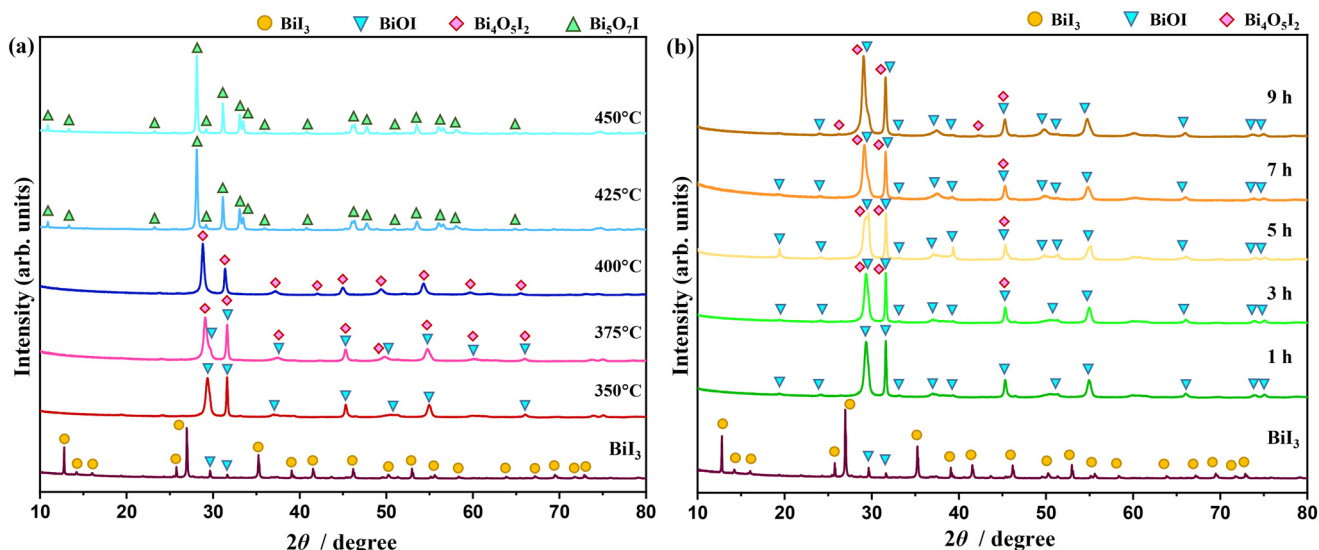 BiI₃ BiOI Bi₄O₅I₂ Bi₅O₇I
(a)
450°C
425°C
400°C
375°C
350°C
BiI₃
Intensity (arb. units)
10 20 30 40 50 60 70 80
2θ / degree
BiI₃ BiOI Bi₄O₅I₂
(b)
9 h
7 h
5 h
3 h
1 h
BiI₃
Intensity (arb. units)
10 20 30 40 50 60 70 80
2θ / degree